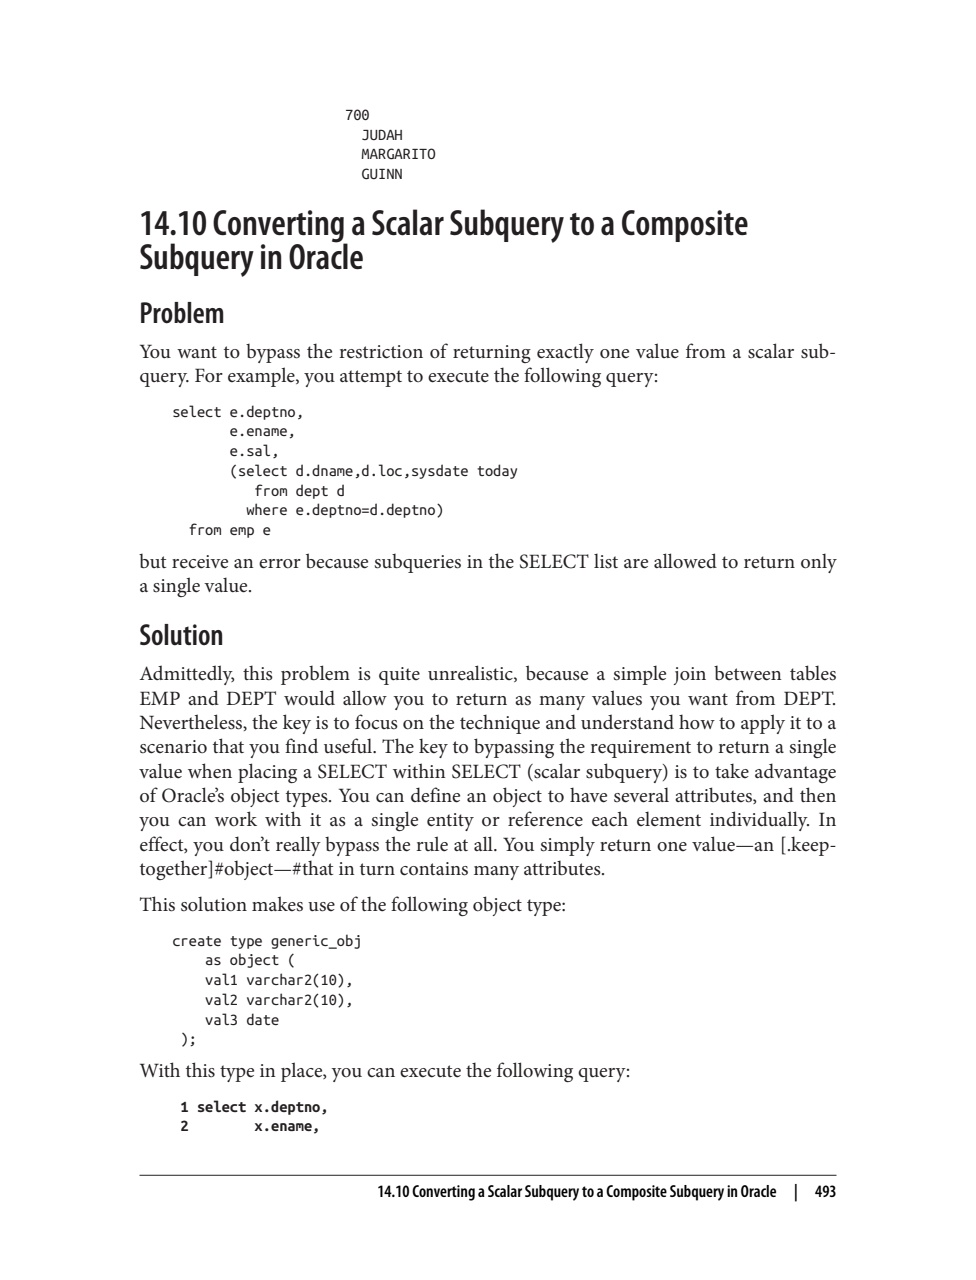 700
JUDAH
MARGARITO
GUINN
14.10 Converting a Scalar Subquery to a Composite
Subquery in Oracle
Problem
You want to bypass the restriction of returning exactly one value from a scalar sub-
query. For example, you attempt to execute the following query:
select e.deptno,
e.ename,
e.sal,
(select d.dname,d.loc,sysdate today
from dept d
where e.deptno=d.deptno)
from emp e
but receive an error because subqueries in the SELECT list are allowed to return only
a single value.
Solution
Admittedly, this problem is quite unrealistic, because a simple join between tables
EMP and DEPT would allow you to return as many values you want from DEPT.
Nevertheless, the key is to focus on the technique and understand how to apply it to a
scenario that you find useful. The key to bypassing the requirement to return a single
value when placing a SELECT within SELECT (scalar subquery) is to take advantage
of Oracle’s object types. You can define an object to have several attributes, and then
you can work with it as a single entity or reference each element individually. In
effect, you don’t really bypass the rule at all. You simply return one value—an [.keep-
together]#object—#that in turn contains many attributes.
This solution makes use of the following object type:
create type generic_obj
as object (
val1 varchar2(10),
val2 varchar2(10),
val3 date
);
With this type in place, you can execute the following query:
1 select x.deptno,
2 x.ename,
14.10 Converting a Scalar Subquery to a Composite Subquery in Oracle | 493